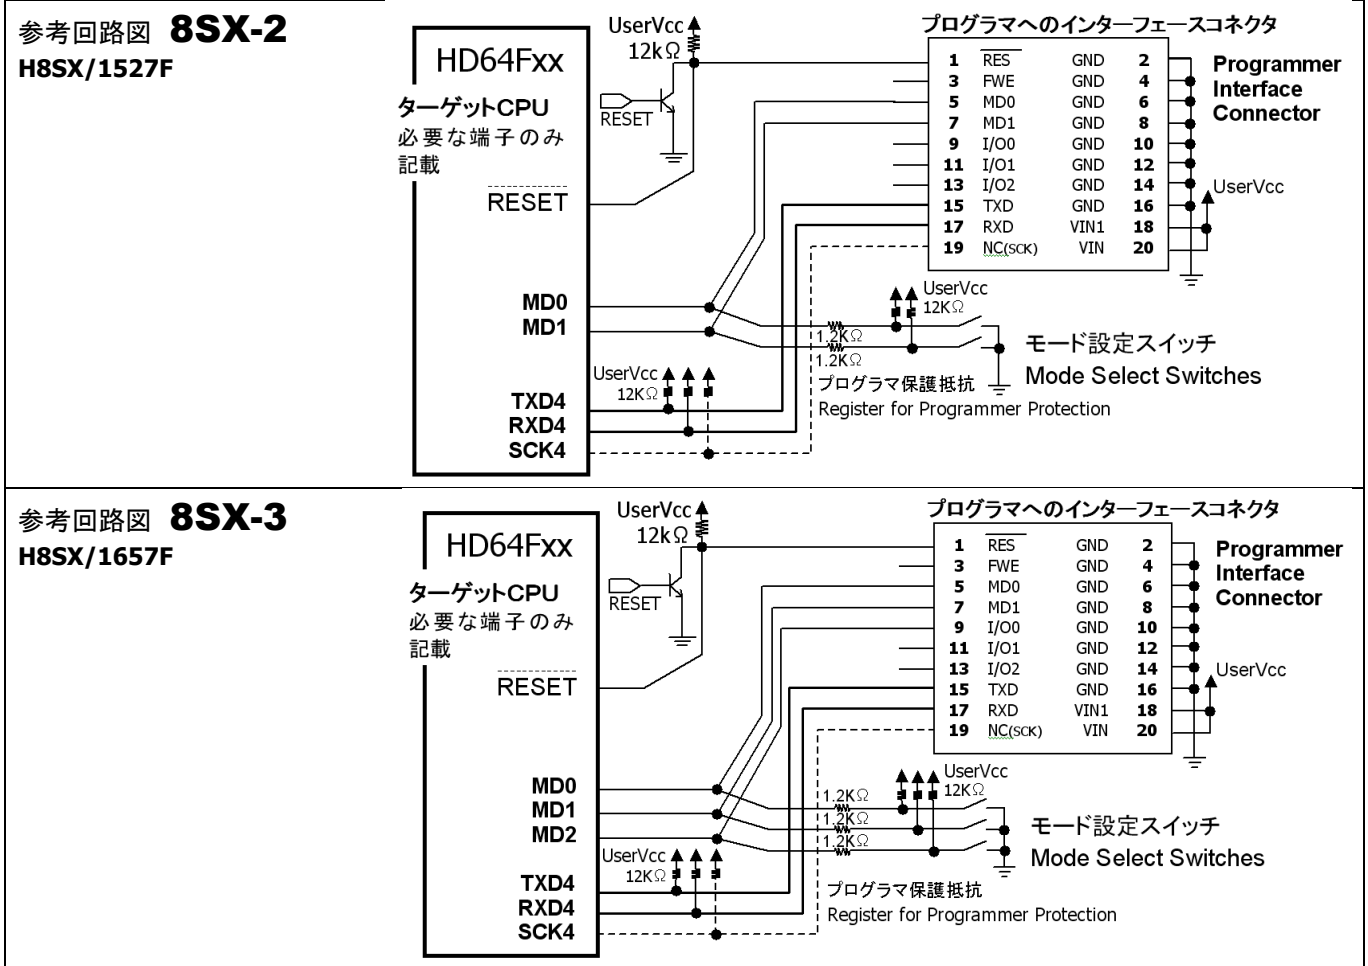 参考回路図 8SX-2
H8SX/1527F
HD64Fxx
ターゲットCPU
必要な端子のみ
記載
RESET
MD0
MD1
TXD4
RXD4
SCK4
UserVcc
12kΩ
RESET
プログラマへのインターフェースコネクタ
1 RES GND 2
3 FWE GND 4
5 MD0 GND 6
7 MD1 GND 8
9 I/O0 GND 10
11 I/O1 GND 12
13 I/O2 GND 14
15 TXD GND 16
17 RXD VIN1 18
19 NC(SCK) VIN 20
Programmer
Interface
Connector
UserVcc
UserVcc
12KΩ
1.2KΩ
1.2KΩ
モード設定スイッチ
Mode Select Switches
UserVcc
12KΩ
プログラマ保護抵抗
Register for Programmer Protection
参考回路図 8SX-3
H8SX/1657F
HD64Fxx
ターゲットCPU
必要な端子のみ
記載
RESET
MD0
MD1
MD2
TXD4
RXD4
SCK4
UserVcc
12kΩ
RESET
プログラマへのインターフェースコネクタ
1 RES GND 2
3 FWE GND 4
5 MD0 GND 6
7 MD1 GND 8
9 I/O0 GND 10
11 I/O1 GND 12
13 I/O2 GND 14
15 TXD GND 16
17 RXD VIN1 18
19 NC(SCK) VIN 20
Programmer
Interface
Connector
UserVcc
UserVcc
12KΩ
1.2KΩ
1.2KΩ
1.2KΩ
モード設定スイッチ
Mode Select Switches
UserVcc
12KΩ
プログラマ保護抵抗
Register for Programmer Protection